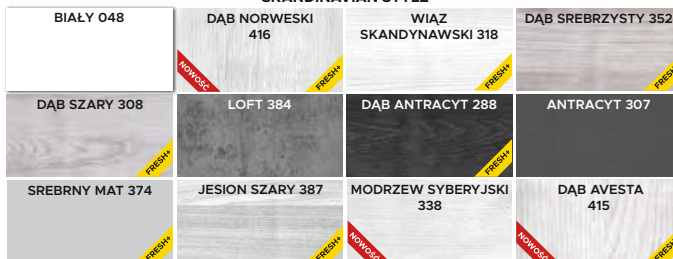 SKANDINAVIAN STYLE
BIAŁY 048
DĄB NORWESKI
416
NOWOŚĆ
FRESH+
WIĄZ
SKANDYNAWSKI 318
FRESH+
DĄB SREBRZYSTY 352
FRESH+
DĄB SZARY 308
FRESH+
LOFT 384
DĄB ANTRACYT 288
FRESH+
ANTRACYT 307
SREBRNY MAT 374
FRESH+
JESION SZARY 387
FRESH+
MODRZEW SYBERYJSKI
338
NOWOŚĆ
DĄB AVESTA
415
NOWOŚĆ
FRESH+